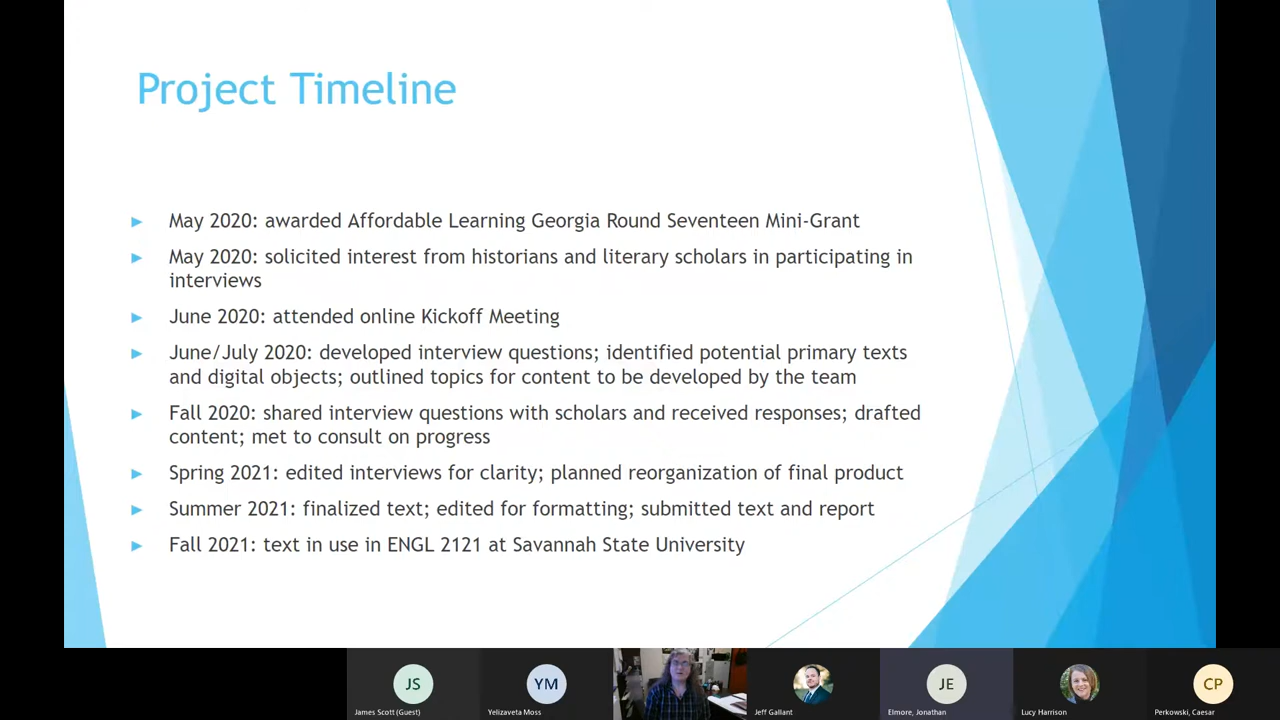 Project Timeline
May 2020: awarded Affordable Learning Georgia Round Seventeen Mini-Grant
May 2020: solicited interest from historians and literary scholars in participating in
interviews
June 2020: attended online Kickoff Meeting
June/July 2020: developed interview questions; identified potential primary texts
and digital objects; outlined topics for content to be developed by the team
Fall 2020: shared interview questions with scholars and received responses; drafted
content; met to consult on progress
Spring 2021: edited interviews for clarity; planned reorganization of final product
Summer 2021: finalized text; edited for formatting; submitted text and report
Fall 2021: text in use in ENGL 2121 at Savannah State University
JS
YM
JE
CP
James Scott (Guest)
Yelizaveta Moss
Jeff Gallant
Elmore, Jonathan
Lucy Harrison
Perkowski, Caesar